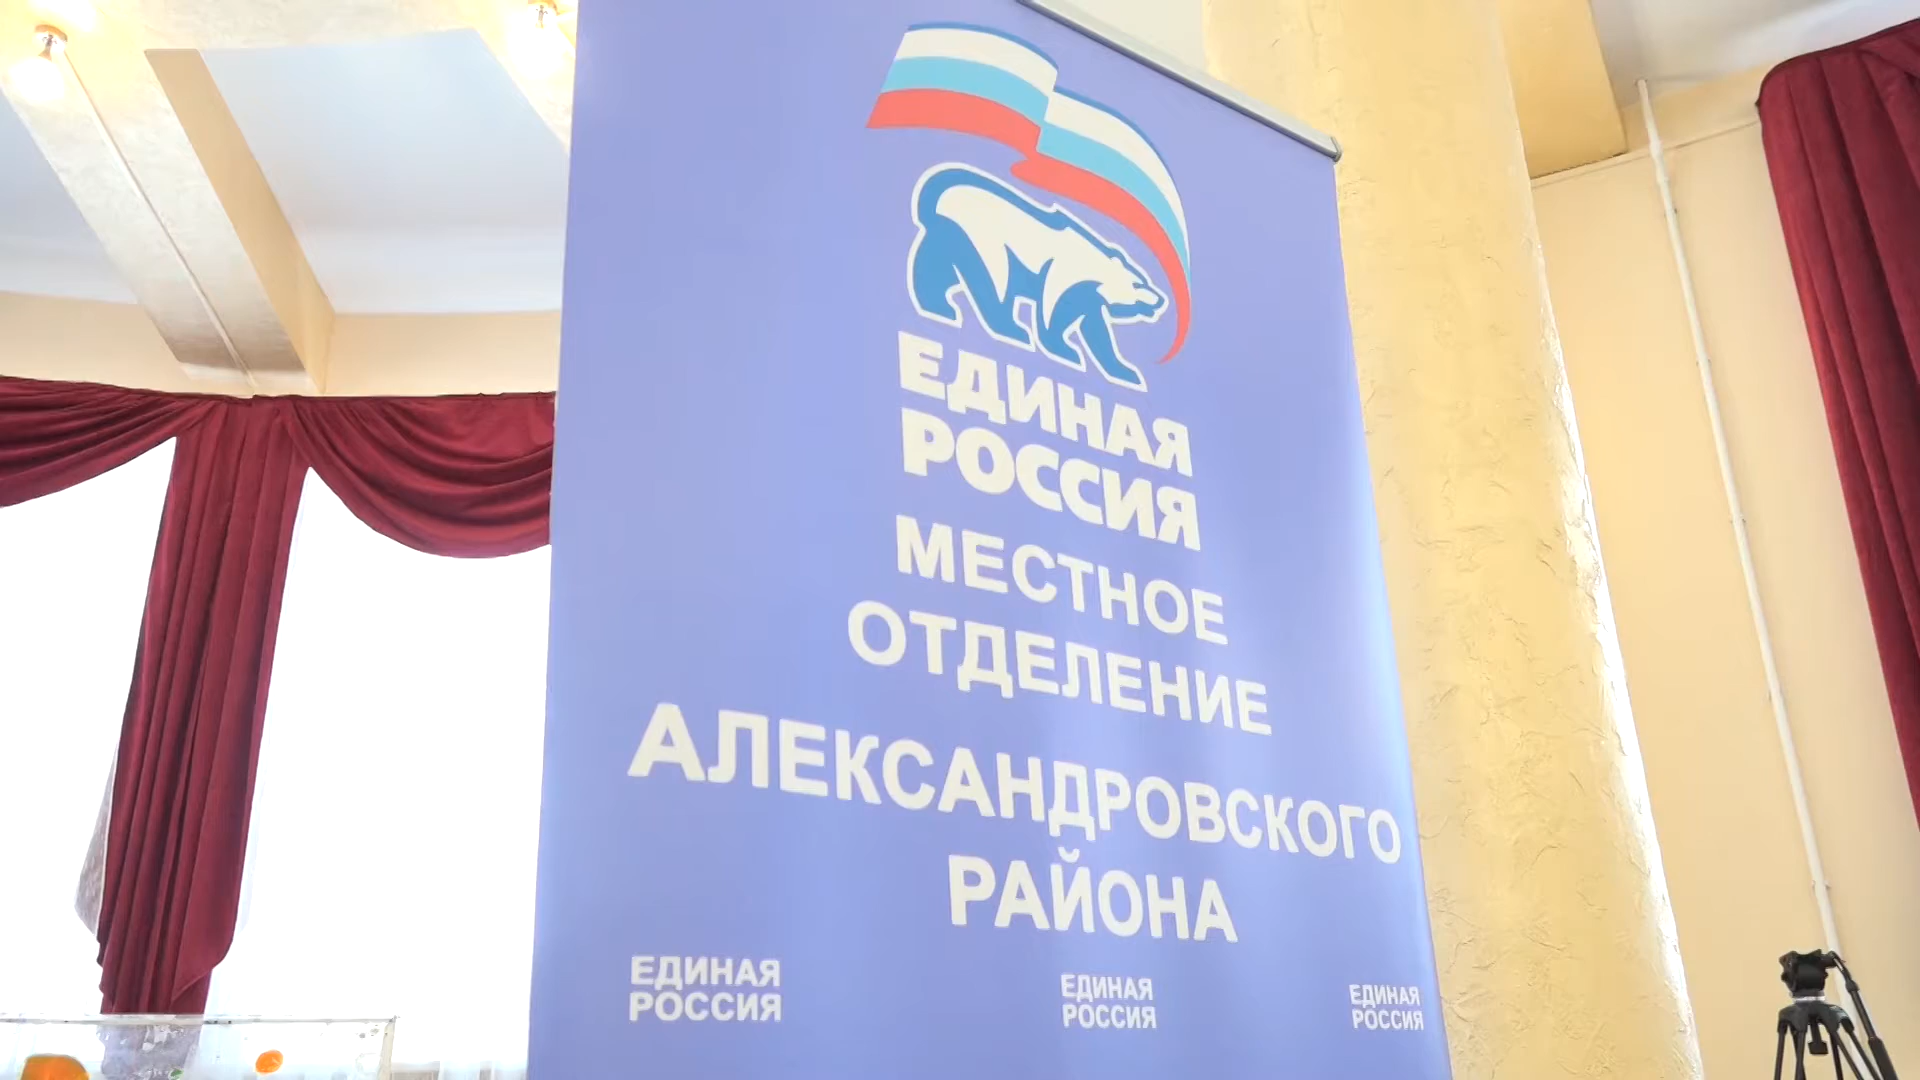 ЕДИНАЯ
РОССИЯ
МЕСТНОЕ
ОТДЕЛЕНИЕ
АЛЕКСАНДРОВСКОГО
РАЙОНА
ЕДИНАЯ
РОССИЯ
ЕДИНАЯ
РОССИЯ
ЕДИНАЯ
РОССИЯ